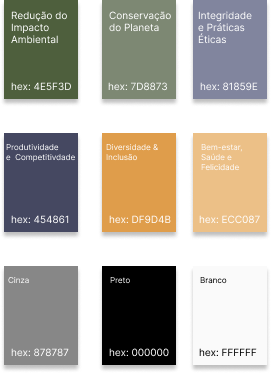 Redução do
Impacto
Ambiental
hex: 4E5F3D
Conservação
do Planeta
hex: 7D8873
Integridade
e Práticas
Éticas
hex: 81859E
Produtividade
e Competitividade
hex: 454861
Diversidade &
Inclusão
hex: DF9D4B
Bem-estar,
Saúde e
Felicidade
hex: ECC087
Cinza
hex: 878787
Preto
hex: 000000
Branco
hex: FFFFFF